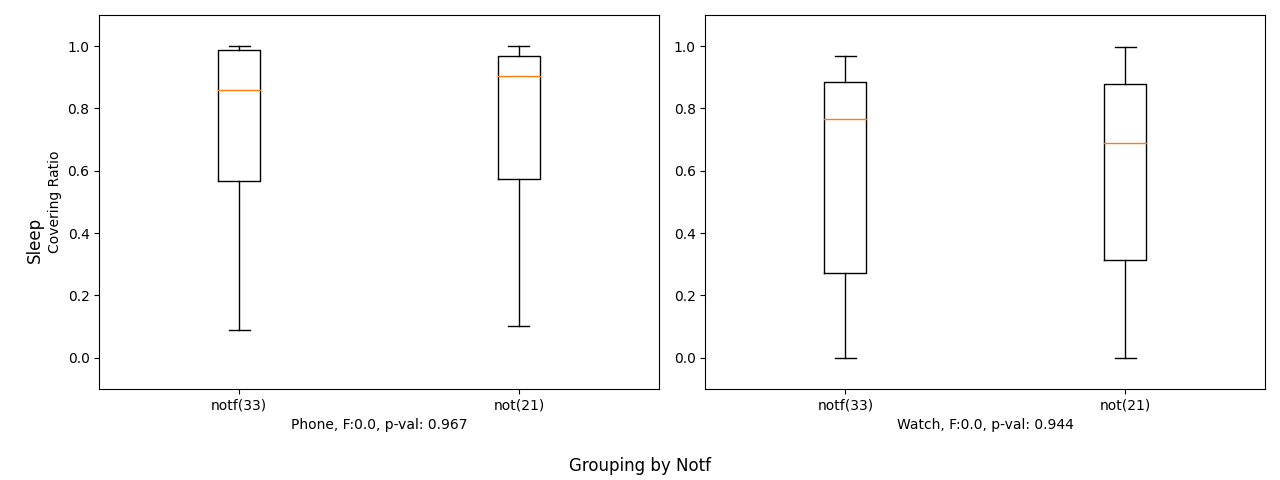 Sleep
Covering Ratio
1.0
0.8
0.6
0.4
0.2
0.0
notf(33)
not(21)
Phone, F:0.0, p-val: 0.967
1.0
0.8
0.6
0.4
0.2
0.0
notf(33)
not(21)
Watch, F:0.0, p-val: 0.944
Grouping by Notf